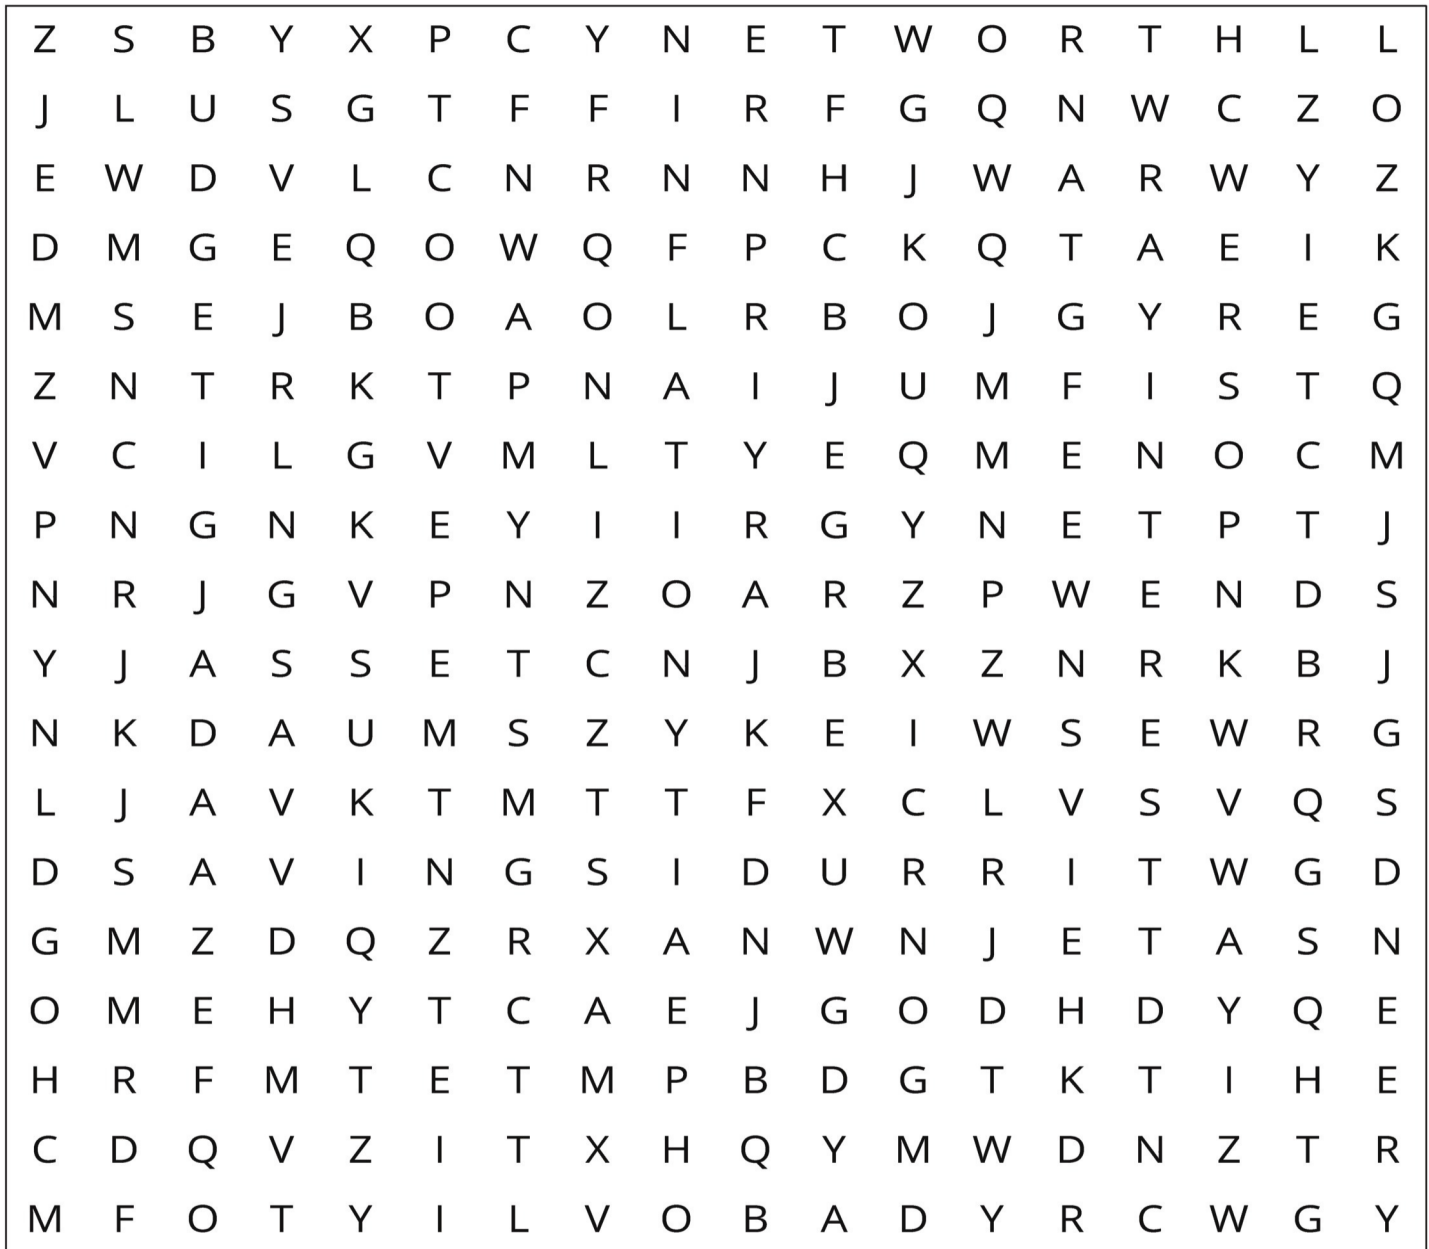 Z S B Y X P C Y N E T W O R T H L L
J L U S G T F F I R F G Q N W C Z O
E W D V L C N R N N H J W A R W Y Z
D M G E Q O W Q F P C K Q T A E I K
M S E J B O A O L R B O J G Y R E G
Z N T R K T P N A I J U M F I S T Q
V C I L G V M L T Y E Q M E N O C M
P N G N K E Y I I R G Y N E T P T J
N R J G V P N Z O A R Z P W E N D S
Y J A S S E T C N J B X Z N R K B J
N K D A U M S Z Y K E I W S E W R G
L J A V K T M T T F X C L V S V Q S
D S A V I N G S I D U R R I T W G D
G M Z D Q Z R X A N W N J E T A S N
O M E H Y T C A E J G O D H D Y Q E
H R F M T E T M P B D G T K T I H E
C D Q V Z I T X H Q Y M W D N Z T R
M F O T Y I L V O B A D Y R C W G Y